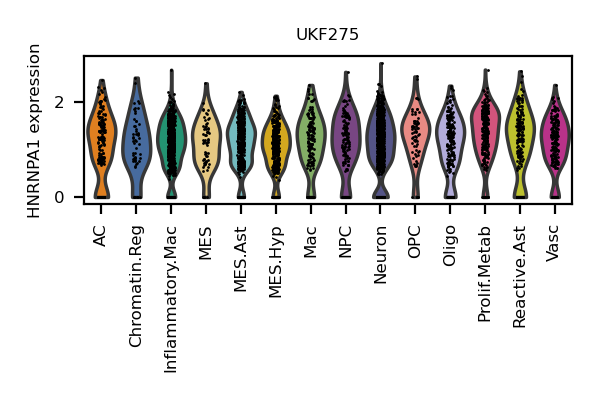 UKF275
HNRNPA1 expression
2
0
AC
Chromatin.Reg
Inflammatory.Mac
MES
MES.Ast
MES.Hyp
Mac
NPC
Neuron
OPC
Oligo
Prolif.Metab
Reactive.Ast
Vasc